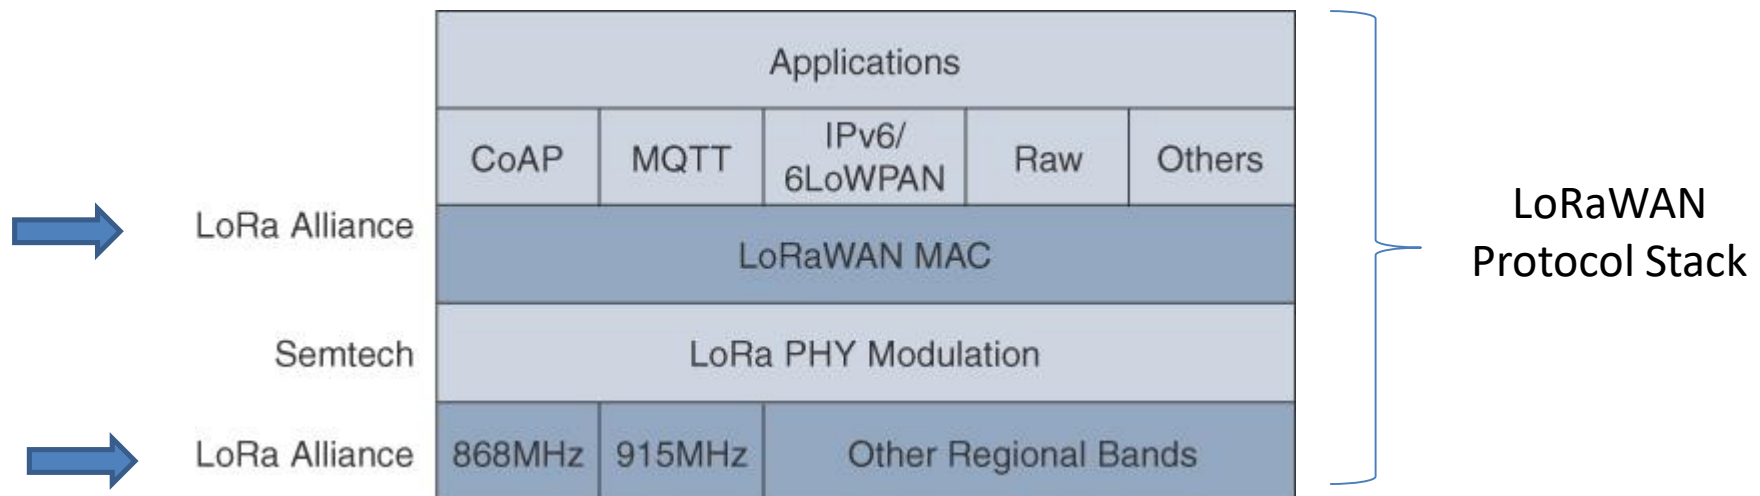 Applications
CoAP
MQTT
IPv6/
6LoWPAN
Raw
Others
LoRa Alliance
LoRaWAN MAC
Semtech
LoRa PHY Modulation
LoRa Alliance
868MHz
915MHz
Other Regional Bands
LoRaWAN
Protocol Stack